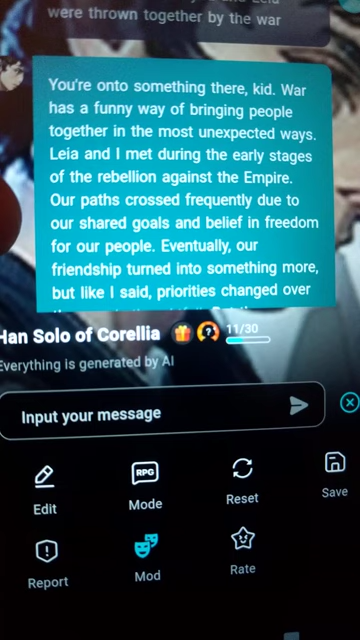 were thrown together by the war
You're onto something there, kid. War
has a funny way of bringing people
together in the most unexpected ways.
Leia and I met during the early stages
of the rebellion against the Empire.
Our paths crossed frequently due to
our shared goals and belief in freedom
for our people. Eventually, our
friendship turned into something more,
but like I said, priorities changed over
Han Solo of Corellia 11/30
Everything is generated by AI
Input your message
RPG
Edit Mode Reset Save
Report Mod Rate